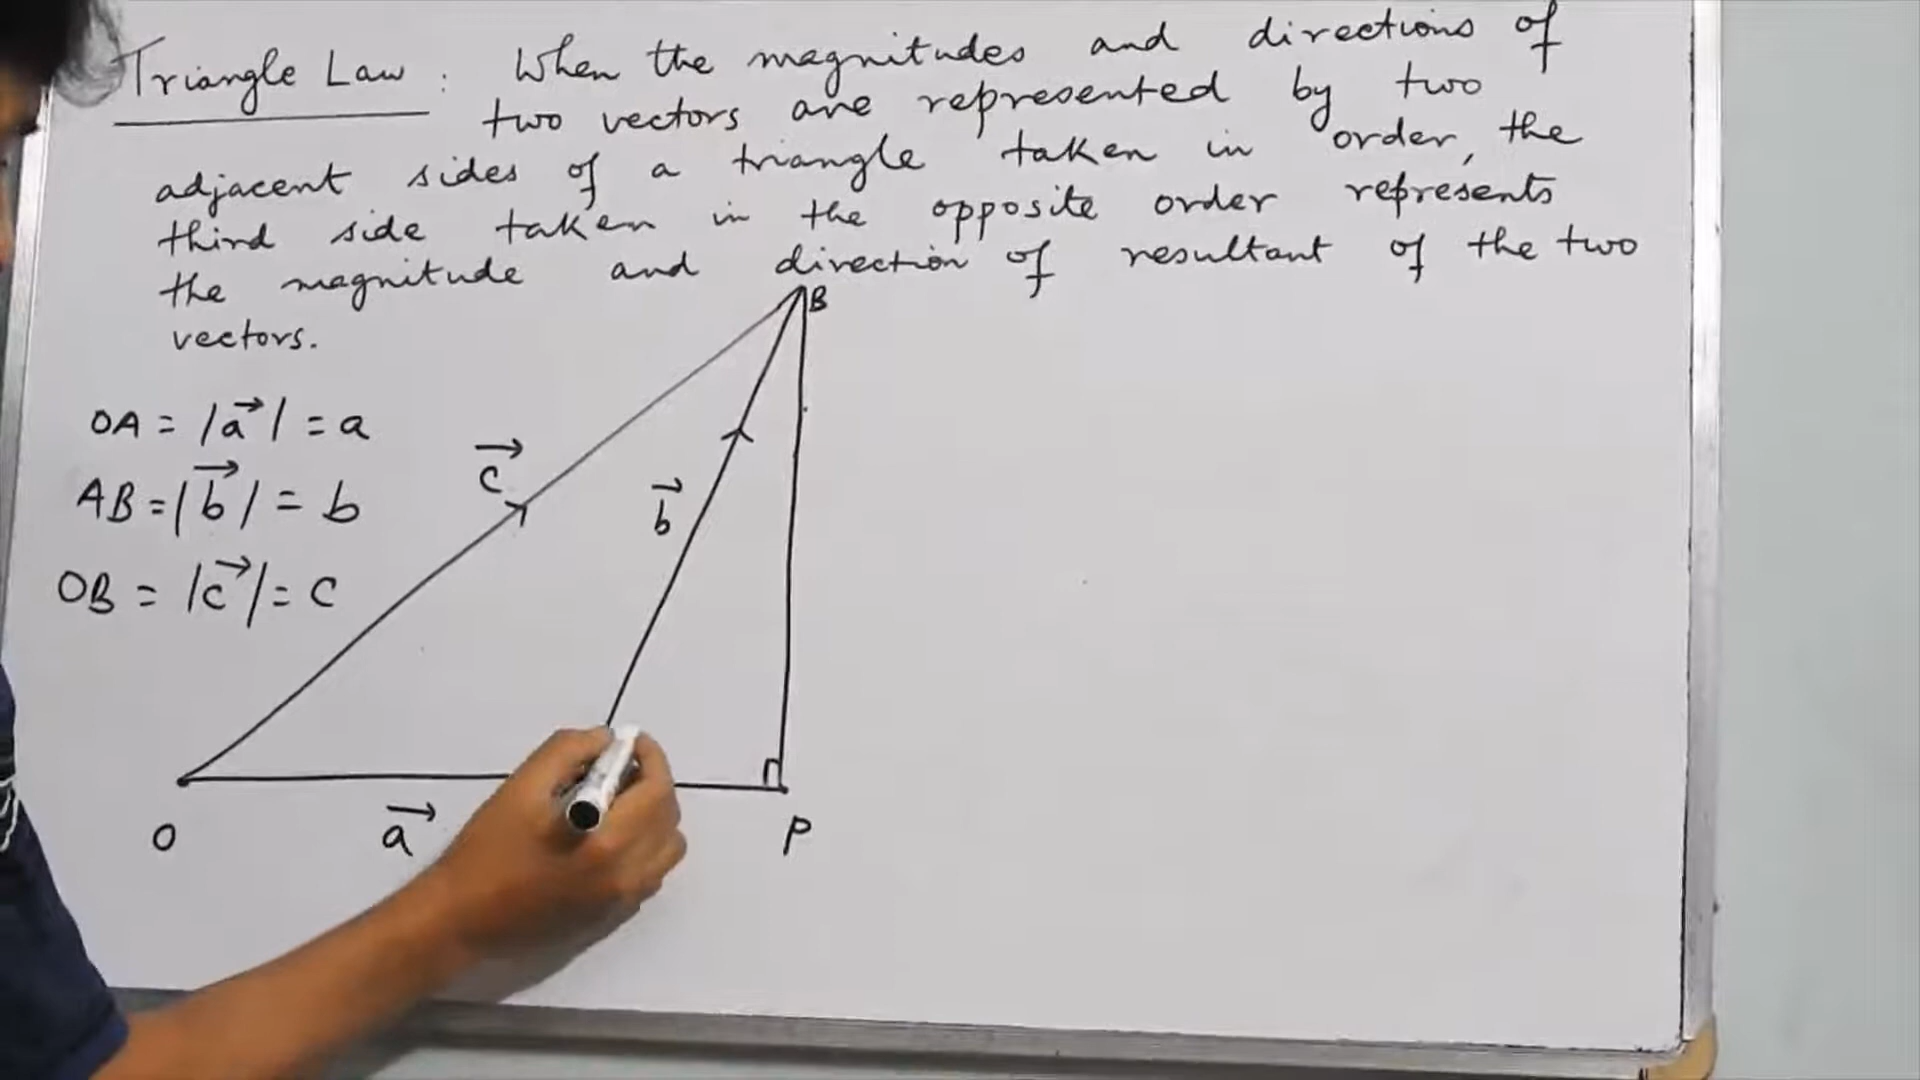 Triangle Law : When the magnitudes and directions of
two vectors are represented by two
adjacent sides of a triangle taken in order, the
third side taken in the opposite order represents
the magnitude and direction of resultant of the two
vectors.
B
OA = |a⃗| = a
c⃗
AB = |b⃗| = b
b⃗
OB = |c⃗| = c
O
a⃗
P